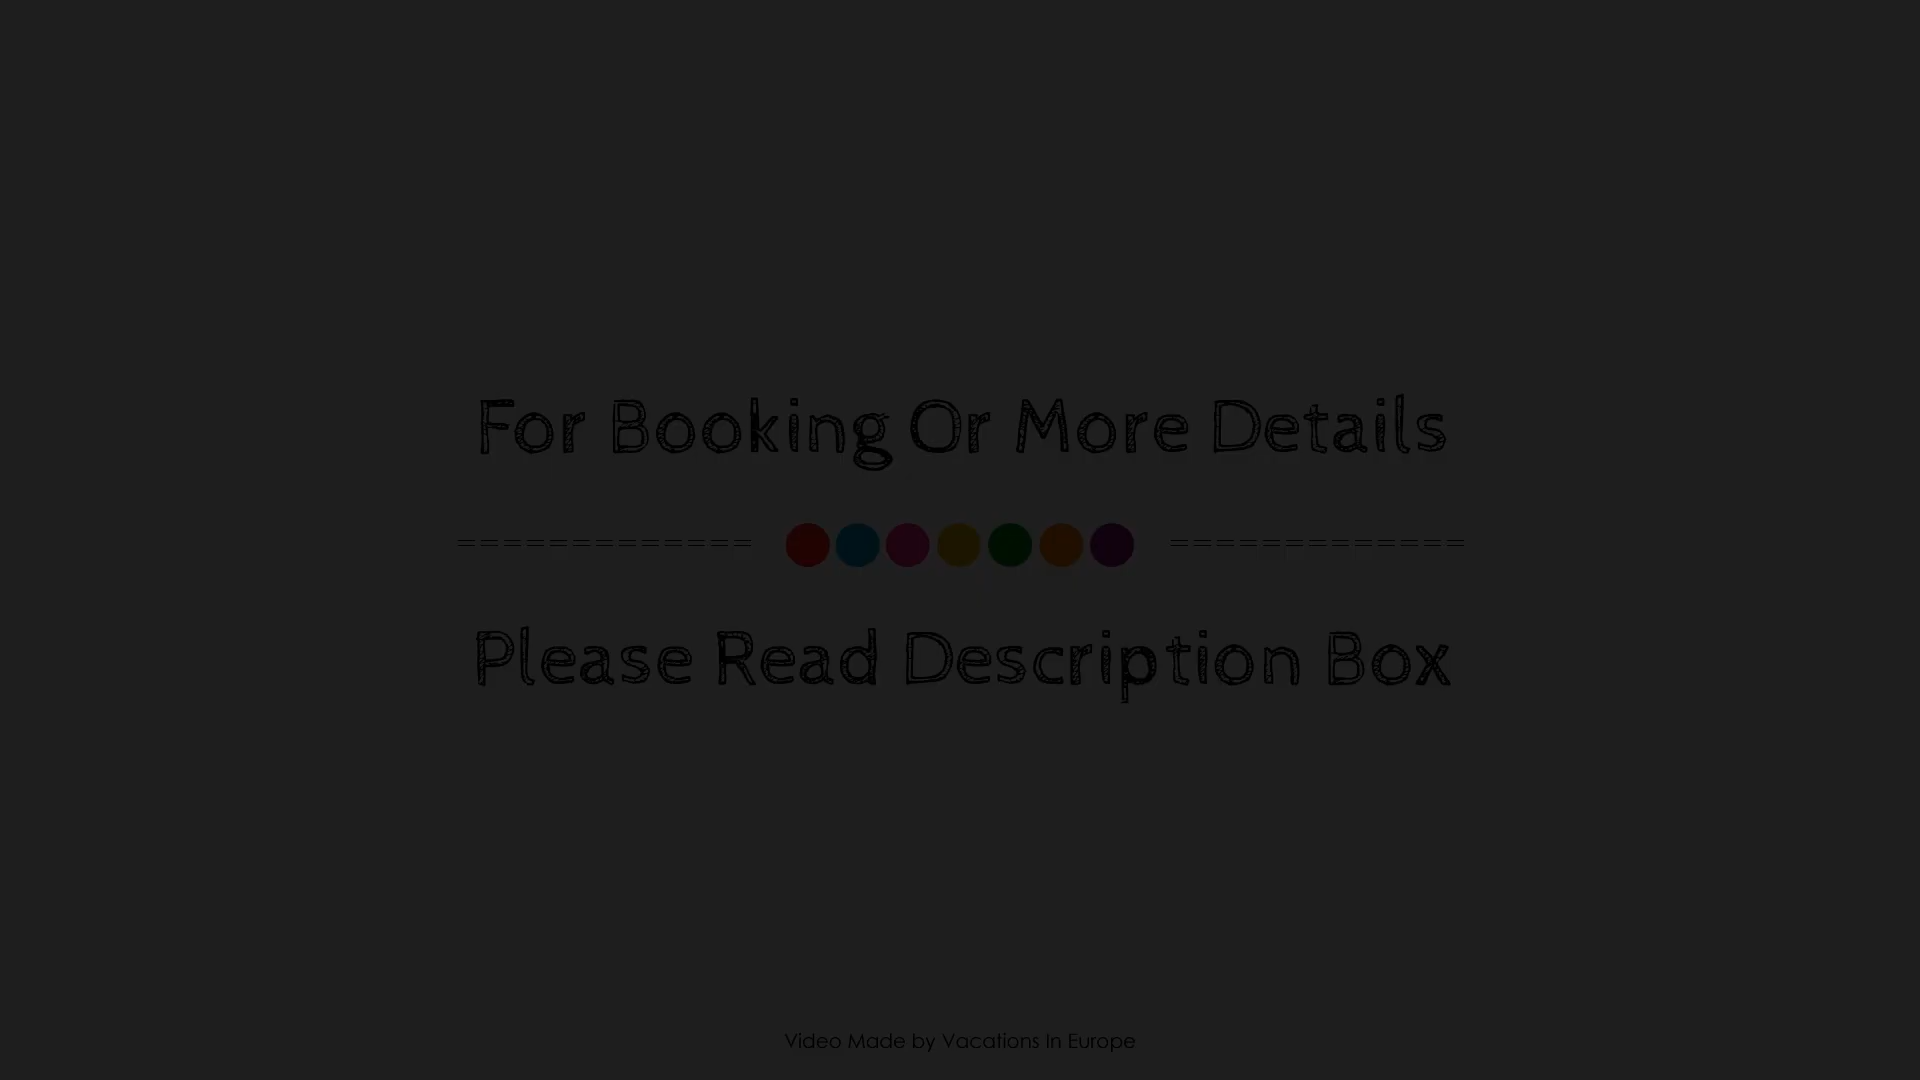 For Booking Or More Details
============= =============
Please Read Description Box
Video Made by Vacations In Europe